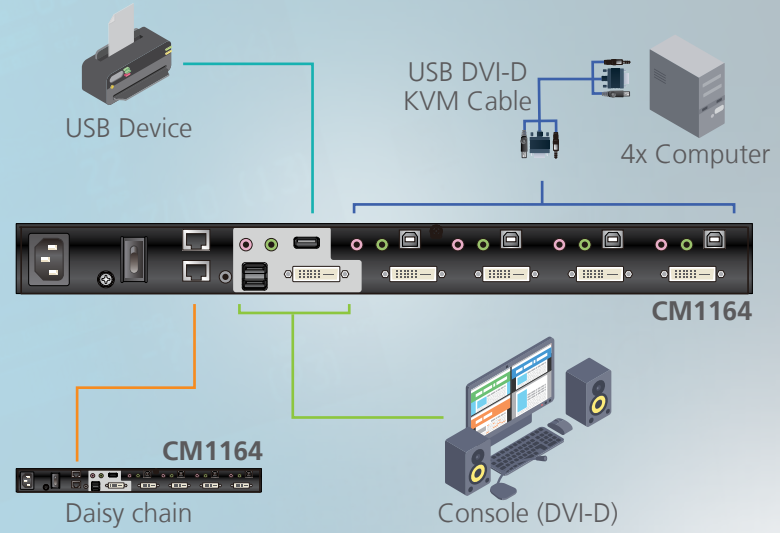 USB Device
USB DVI-D
KVM Cable
4x Computer
CM1164
CM1164
Daisy chain
Console (DVI-D)